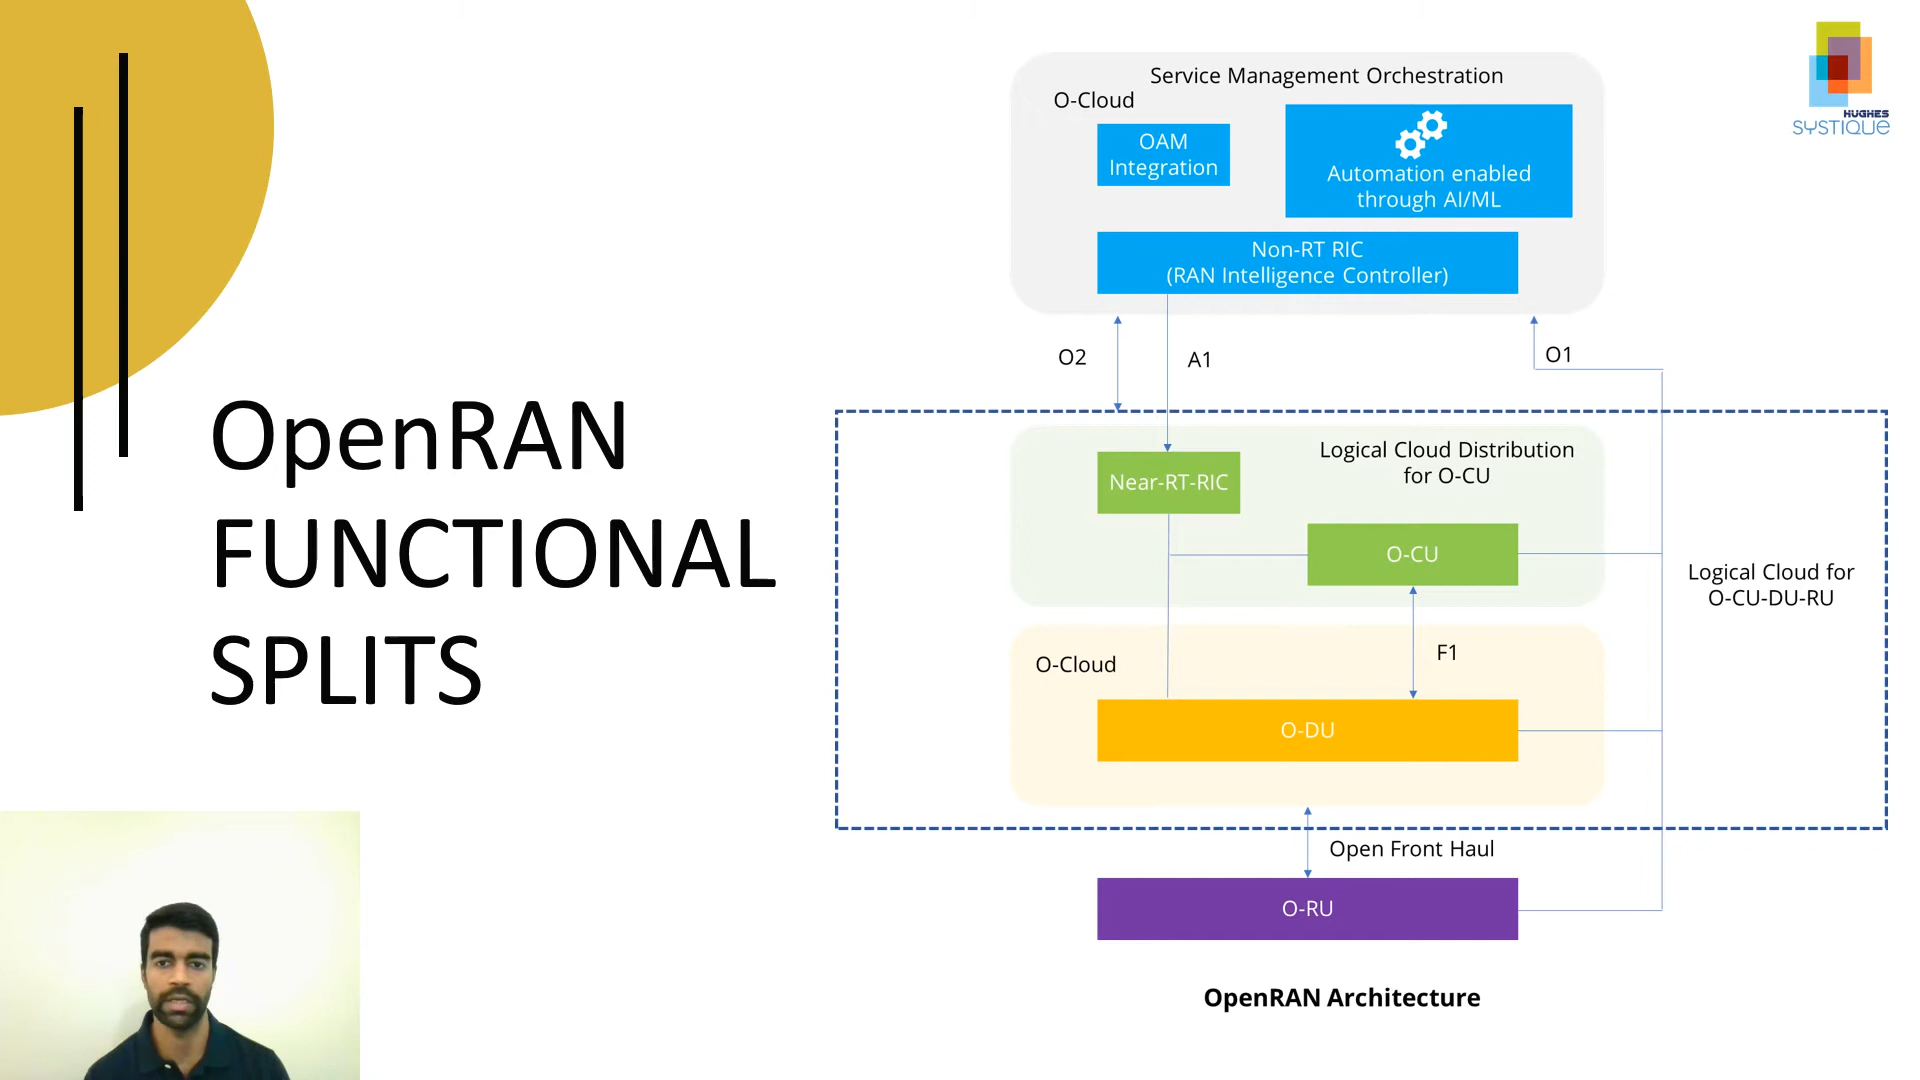 OpenRAN
FUNCTIONAL
SPLITS
HUGHES
SYSTIQUE
Service Management Orchestration
O-Cloud
OAM
Integration
Automation enabled
through AI/ML
Non-RT RIC
(RAN Intelligence Controller)
O2
A1
O1
Near-RT-RIC
Logical Cloud Distribution
for O-CU
O-CU
Logical Cloud for
O-CU-DU-RU
F1
O-Cloud
O-DU
Open Front Haul
O-RU
OpenRAN Architecture